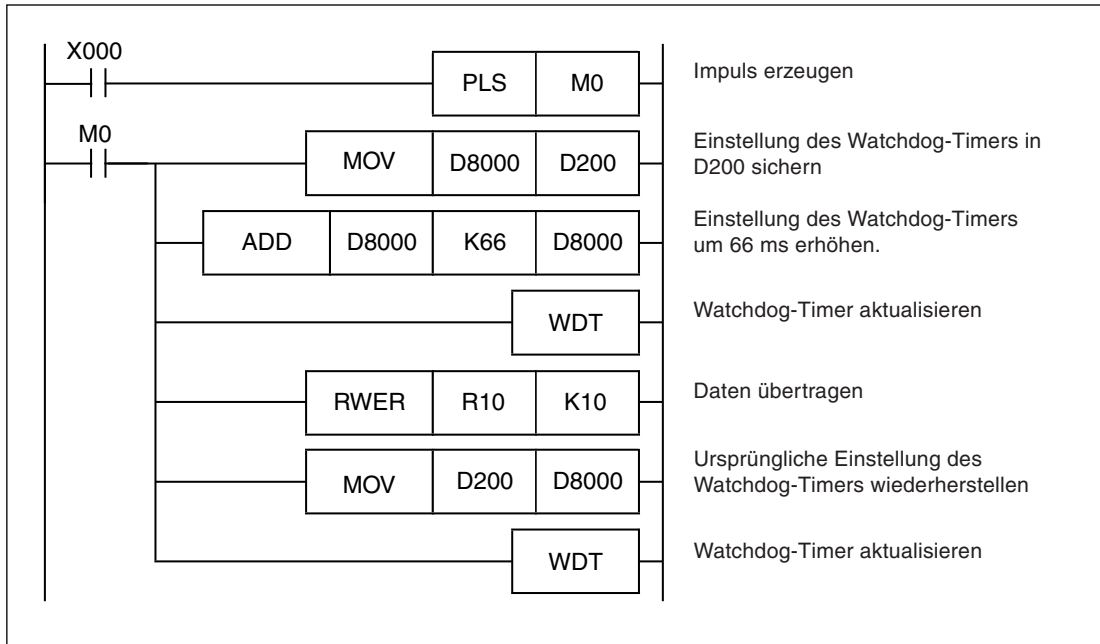 X000
PLS M0 Impuls erzeugen
M0
MOV D8000 D200 Einstellung des Watchdog-Timers in
D200 sichern
ADD D8000 K66 D8000 Einstellung des Watchdog-Timers
um 66 ms erhöhen.
WDT Watchdog-Timer aktualisieren
RWER R10 K10 Daten übertragen
MOV D200 D8000 Ursprüngliche Einstellung des
Watchdog-Timers wiederherstellen
WDT Watchdog-Timer aktualisieren